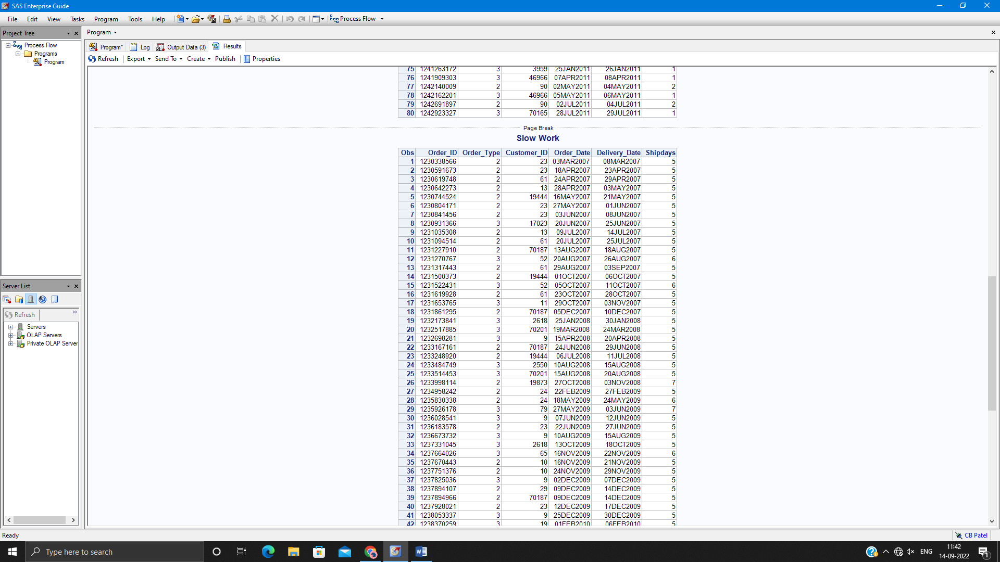 SAS Enterprise Guide
File Edit View Tasks Program Tools Help Process Flow
Project Tree
Process Flow
Programs
Program
Program
Program* Log Output Data (3) Results
Refresh Export Send To Create Publish Properties
75 1241263172 3 3959 25JAN2011 26JAN2011 1
76 1241909303 3 46966 07APR2011 08APR2011 1
77 1242140009 2 90 02MAY2011 04MAY2011 2
78 1242162201 3 46966 05MAY2011 06MAY2011 1
79 1242691897 2 90 02JUL2011 04JUL2011 2
80 1242923327 3 70165 28JUL2011 29JUL2011 1
Page Break
Slow Work
Obs Order_ID Order_Type Customer_ID Order_Date Delivery_Date Shipdays
1 1230338566 2 23 03MAR2007 08MAR2007 5
2 1230591673 2 23 18APR2007 23APR2007 5
3 1230619748 2 61 24APR2007 29APR2007 5
4 1230642273 2 13 28APR2007 03MAY2007 5
5 1230744524 2 19444 16MAY2007 21MAY2007 5
6 1230804171 2 23 27MAY2007 01JUN2007 5
7 1230841456 2 23 03JUN2007 08JUN2007 5
8 1230931366 3 17023 20JUN2007 25JUN2007 5
9 1231035308 2 13 09JUL2007 14JUL2007 5
10 1231094514 2 61 20JUL2007 25JUL2007 5
11 1231227910 2 70187 13AUG2007 18AUG2007 5
12 1231270767 3 52 20AUG2007 26AUG2007 6
13 1231317443 2 61 29AUG2007 03SEP2007 5
14 1231500373 2 19444 01OCT2007 06OCT2007 5
15 1231522431 3 52 05OCT2007 11OCT2007 6
16 1231619928 2 61 23OCT2007 28OCT2007 5
17 1231653765 3 11 29OCT2007 03NOV2007 5
18 1231861295 2 70187 05DEC2007 10DEC2007 5
19 1232173841 3 2618 25JAN2008 30JAN2008 5
20 1232517885 3 70201 19MAR2008 24MAR2008 5
21 1232698281 3 9 15APR2008 20APR2008 5
22 1233167161 2 70187 24JUN2008 29JUN2008 5
23 1233248920 2 19444 06JUL2008 11JUL2008 5
24 1233484749 3 2550 10AUG2008 15AUG2008 5
25 1233514453 3 70201 15AUG2008 20AUG2008 5
26 1233998114 2 19873 27OCT2008 03NOV2008 7
27 1234958242 2 24 22FEB2009 27FEB2009 5
28 1235830338 2 24 18MAY2009 24MAY2009 6
29 1235926178 3 79 27MAY2009 03JUN2009 7
30 1236028541 3 9 07JUN2009 12JUN2009 5
31 1236183578 2 23 22JUN2009 27JUN2009 5
32 1236673732 3 9 10AUG2009 15AUG2009 5
33 1237331045 3 2618 13OCT2009 18OCT2009 5
34 1237664026 3 65 16NOV2009 22NOV2009 6
35 1237670443 2 10 16NOV2009 21NOV2009 5
36 1237751376 2 10 24NOV2009 29NOV2009 5
37 1237825036 3 9 02DEC2009 07DEC2009 5
38 1237894107 2 29 09DEC2009 14DEC2009 5
39 1237894966 2 70187 09DEC2009 14DEC2009 5
40 1237928021 2 23 12DEC2009 17DEC2009 5
41 1238053337 3 9 25DEC2009 30DEC2009 5
42 1238370259 3 19 01FEB2010 06FEB2010 5
Server List
Refresh
Servers
OLAP Servers
Private OLAP Server
Ready
CB Patel
Type here to search
ENG
11:42
14-09-2022
1